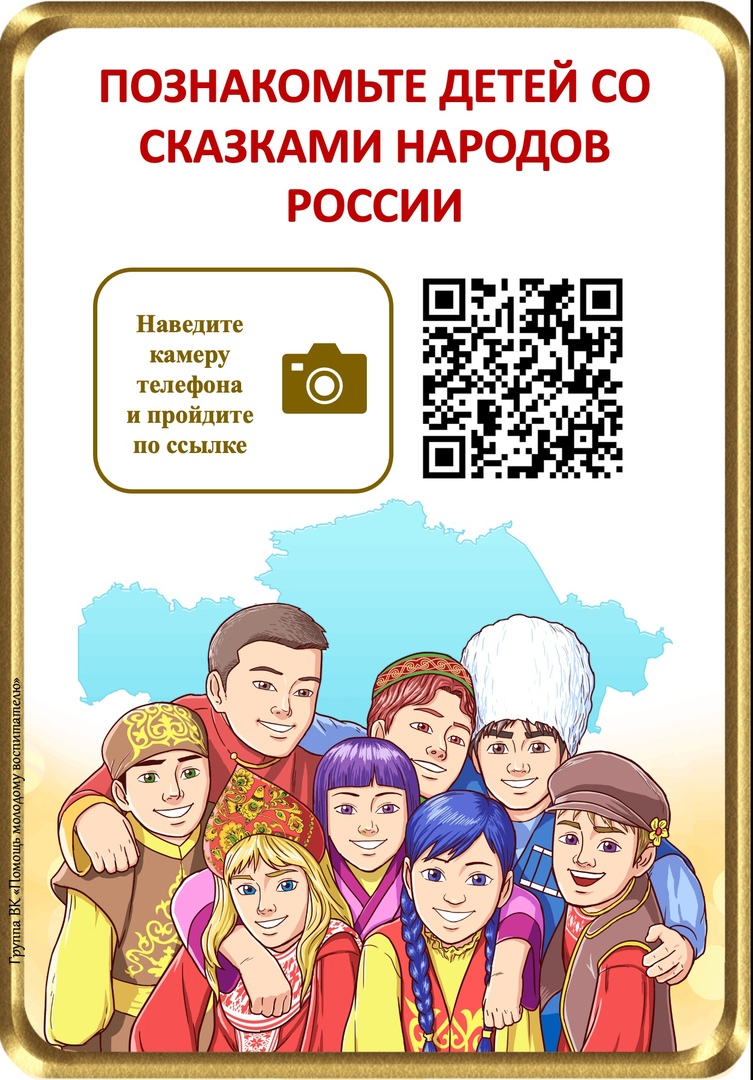 ПОЗНАКОМЬТЕ ДЕТЕЙ СО
СКАЗКАМИ НАРОДОВ
РОССИИ
Наведите
камеру
телефона
и пройдите
по ссылке
Группа ВК «Помощь молодому воспитателю»